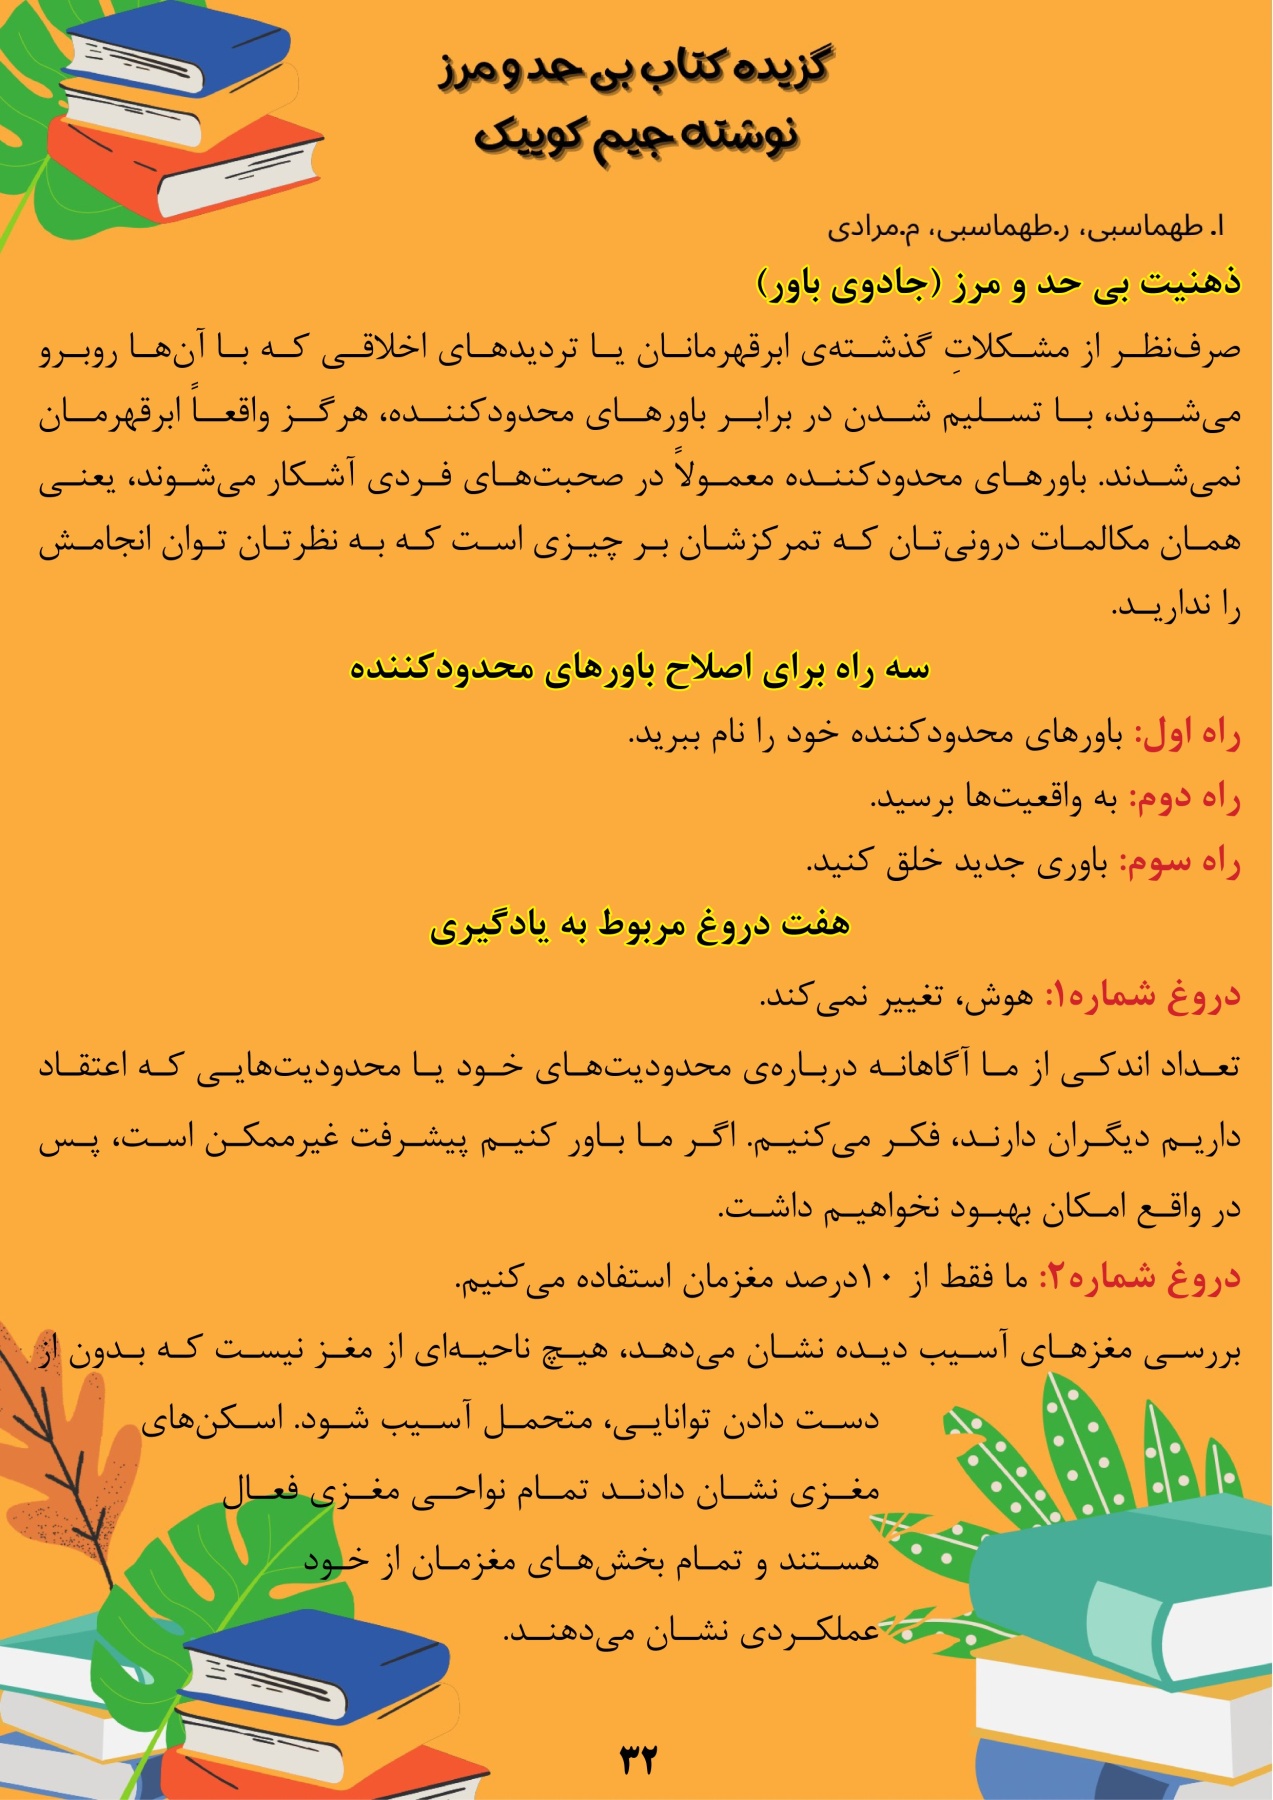 گزیده کتاب بی حد و مرز
نوشته جیم کوییک
ا. طهماسبی، ر.طهماسبی، م.مرادی
ذهنیت بی حد و مرز (جادوی باور)
صرف‌نظر از مشکلاتِ گذشته‌ی ابرقهرمانان یا تردیدهای اخلاقی که با آن‌ها روبرو
می‌شوند، با تسلیم شدن در برابر باورهای محدودکننده، هرگز واقعاً ابرقهرمان
نمی‌شدند. باورهای محدودکننده معمولاً در صحبت‌های فردی آشکار می‌شوند، یعنی
همان مکالمات درونی‌تان که تمرکزشان بر چیزی است که به نظرتان توان انجامش
را ندارید.
سه راه برای اصلاح باورهای محدودکننده
راه اول: باورهای محدودکننده خود را نام ببرید.
راه دوم: به واقعیت‌ها برسید.
راه سوم: باوری جدید خلق کنید.
هفت دروغ مربوط به یادگیری
دروغ شماره۱: هوش، تغییر نمی‌کند.
تعداد اندکی از ما آگاهانه درباره‌ی محدودیت‌های خود یا محدودیت‌هایی که اعتقاد
داریم دیگران دارند، فکر می‌کنیم. اگر ما باور کنیم پیشرفت غیرممکن است، پس
در واقع امکان بهبود نخواهیم داشت.
دروغ شماره۲: ما فقط از ۱۰درصد مغزمان استفاده می‌کنیم.
بررسی مغزهای آسیب دیده نشان می‌دهد، هیچ ناحیه‌ای از مغز نیست که بدون از
دست دادن توانایی، متحمل آسیب شود. اسکن‌های
مغزی نشان دادند تمام نواحی مغزی فعال
هستند و تمام بخش‌های مغزمان از خود
عملکردی نشان می‌دهند.
۳۲